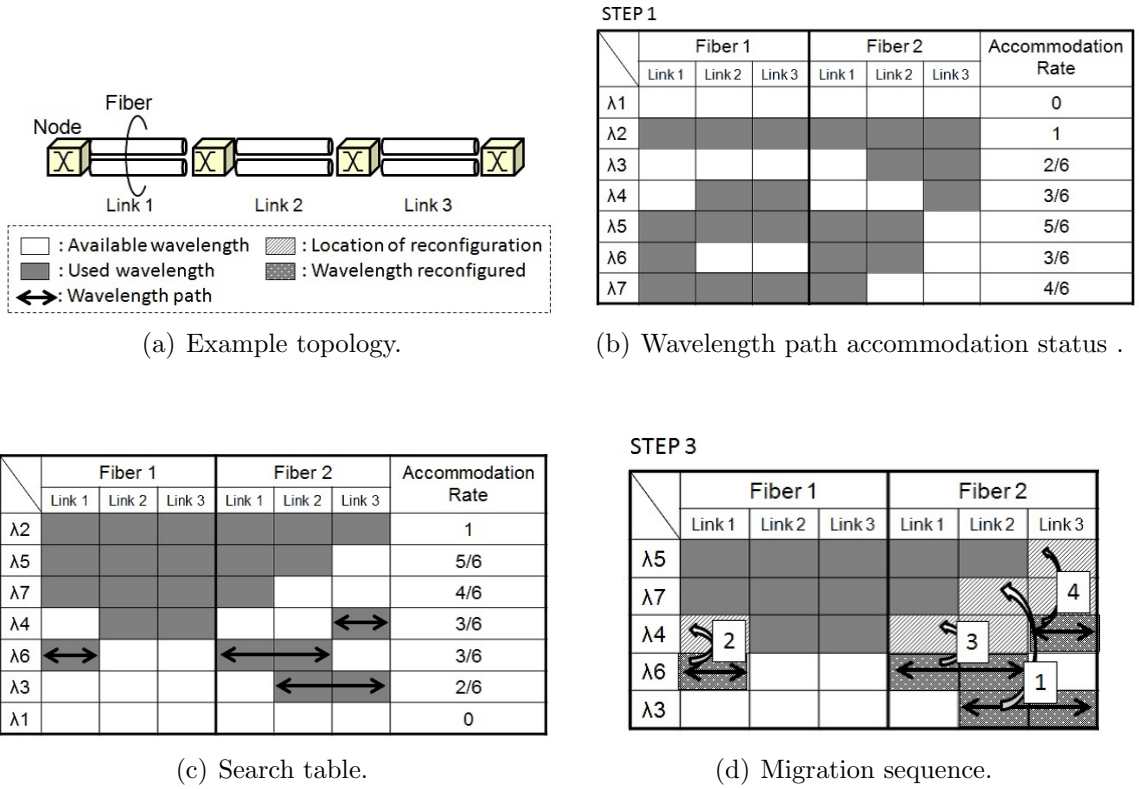 Fiber
Node
Link 1
Link 2
Link 3
: Available wavelength
: Location of reconfiguration
: Used wavelength
: Wavelength reconfigured
: Wavelength path
(a) Example topology.
STEP 1
Fiber 1
Fiber 2
Accommodation
Rate
Link 1 Link 2 Link 3 Link 1 Link 2 Link 3
λ1 0
λ2 1
λ3 2/6
λ4 3/6
λ5 5/6
λ6 3/6
λ7 4/6
(b) Wavelength path accommodation status .
Fiber 1
Fiber 2
Accommodation
Rate
Link 1 Link 2 Link 3 Link 1 Link 2 Link 3
λ2 1
λ5 5/6
λ7 4/6
λ4 3/6
λ6 3/6
λ3 2/6
λ1 0
(c) Search table.
STEP 3
Fiber 1
Fiber 2
Link 1 Link 2 Link 3 Link 1 Link 2 Link 3
λ5
λ7
4
λ4
2
3
λ6
1
λ3
(d) Migration sequence.